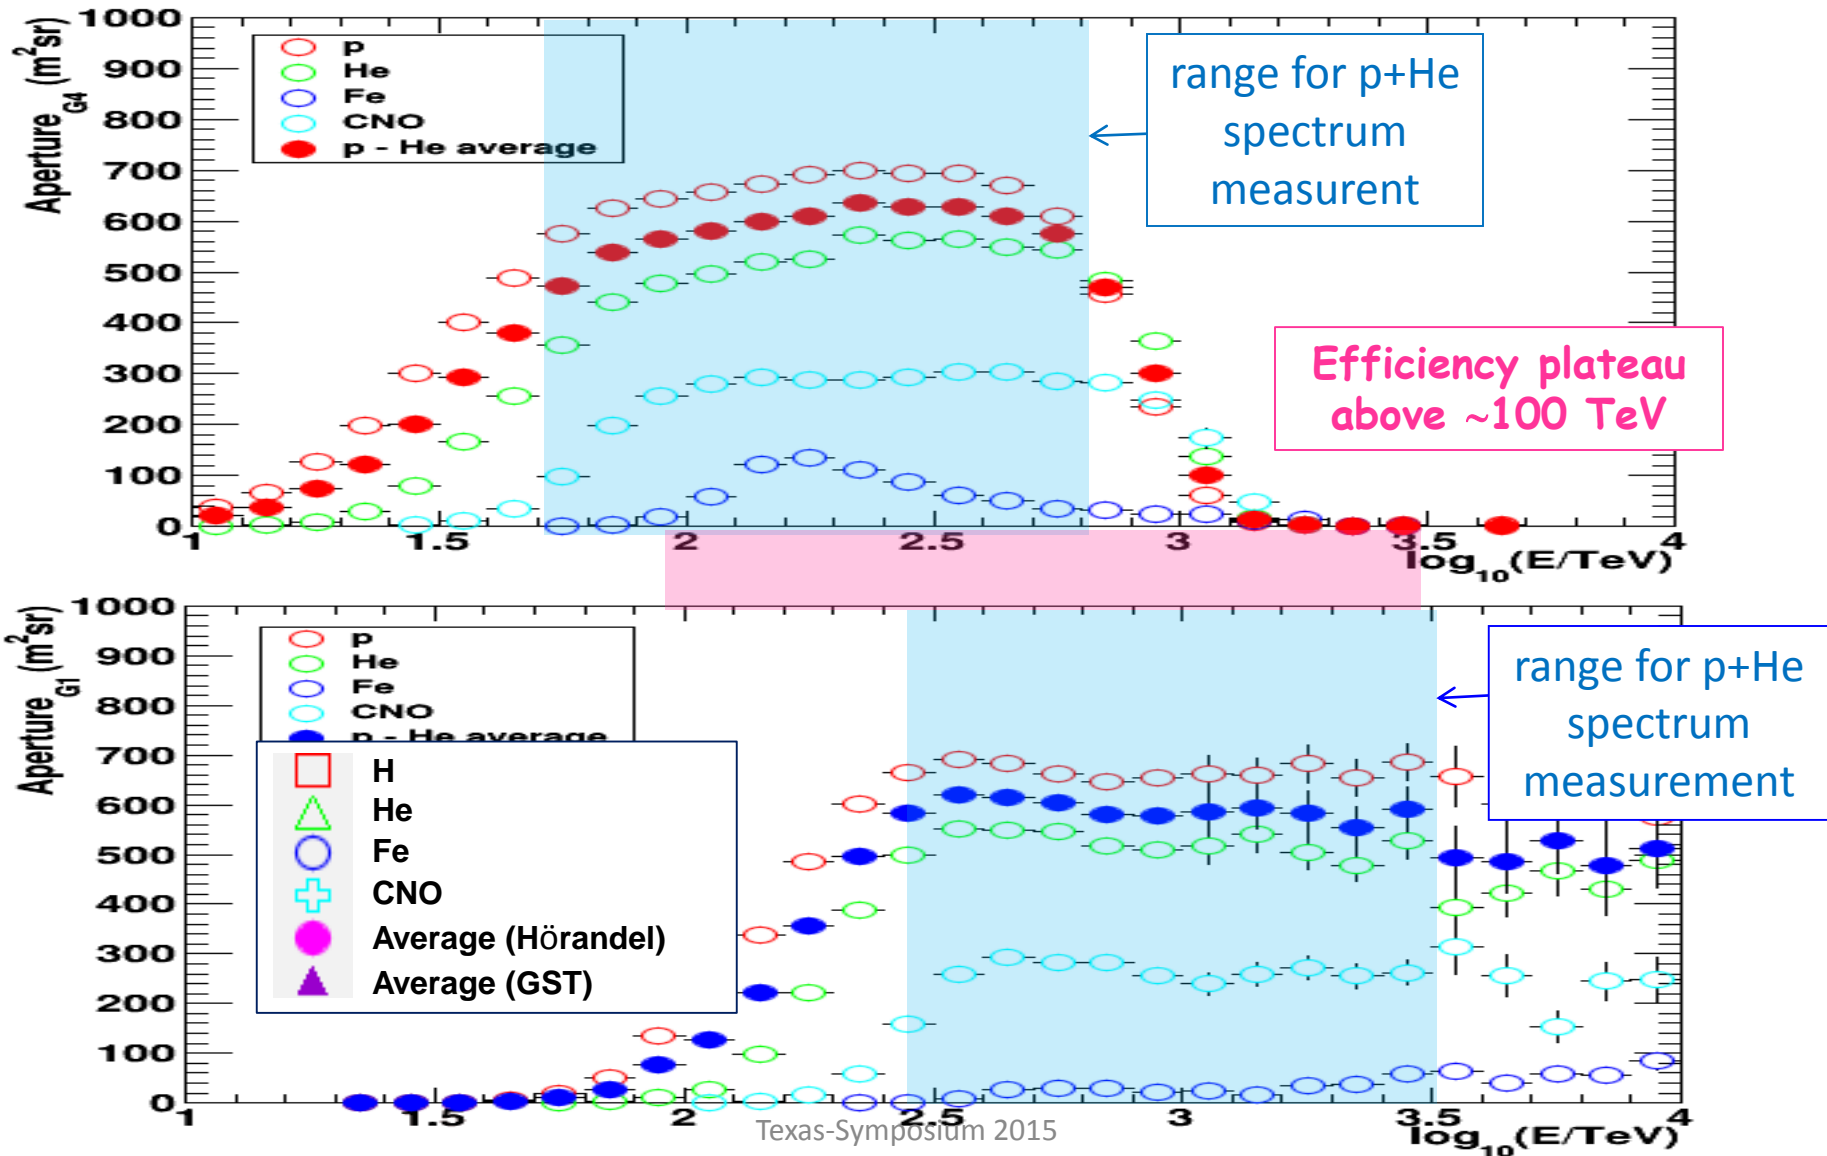 1000
900
800
700
600
500
400
300
200
100
0
Aperture G4 (m2sr)
p
He
Fe
CNO
p - He average
range for p+He
spectrum
measurent
Efficiency plateau
above ~100 TeV
1 1.5 2 2.5 3 3.5 4
log10(E/TeV)
1000
900
800
700
600
500
400
300
200
100
0
Aperture G1 (m2sr)
p
He
Fe
CNO
p - He average
H
He
Fe
CNO
Average (Hörandel)
Average (GST)
range for p+He
spectrum
measurement
1 1.5 2 2.5 3 3.5 4
log10(E/TeV)
Texas-Symposium 2015